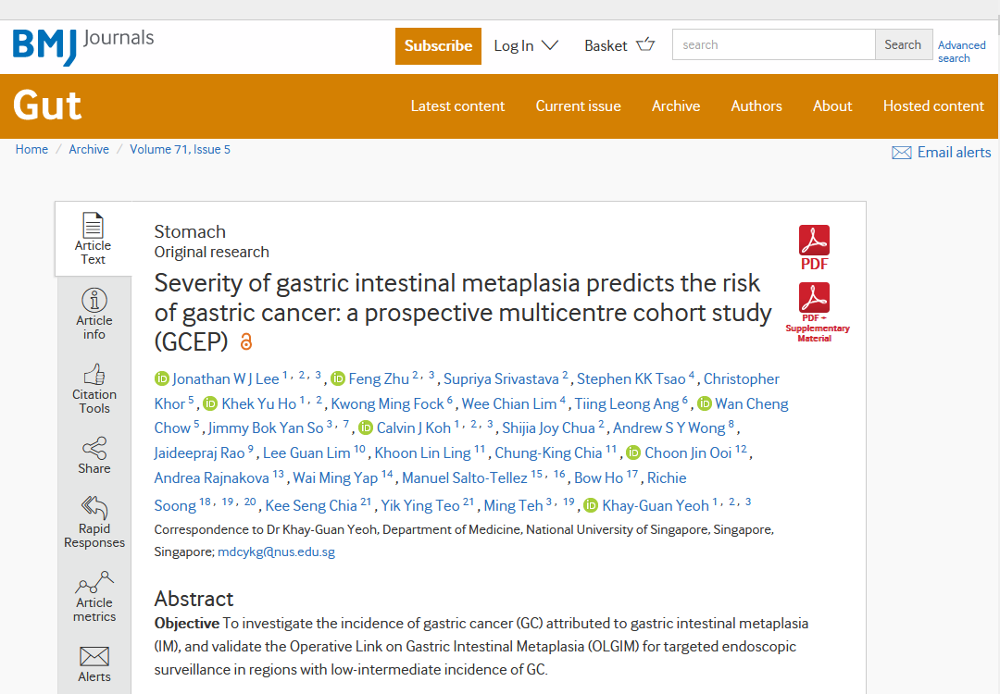 BMJ Journals
Subscribe Log In Basket search Search Advanced search
Gut
Latest content Current issue Archive Authors About Hosted content
Home / Archive / Volume 71, Issue 5
Email alerts
Article Text
Article info
Citation Tools
Share
Rapid Responses
Article metrics
Alerts
Stomach
Original research
Severity of gastric intestinal metaplasia predicts the risk
of gastric cancer: a prospective multicentre cohort study
(GCEP)
PDF
PDF + Supplementary Material
iD Jonathan W J Lee 1, 2, 3, iD Feng Zhu 2, 3, Supriya Srivastava 2, Stephen KK Tsao 4, Christopher
Khor 5, iD Khek Yu Ho 1, 2, Kwong Ming Fock 6, Wee Chian Lim 4, Tiing Leong Ang 6, iD Wan Cheng
Chow 5, Jimmy Bok Yan So 3, 7, iD Calvin J Koh 1, 2, 3, Shijia Joy Chua 2, Andrew S Y Wong 8,
Jaideepraj Rao 9, Lee Guan Lim 10, Khoon Lin Ling 11, Chung-King Chia 11, iD Choon Jin Ooi 12,
Andrea Rajnakova 13, Wai Ming Yap 14, Manuel Salto-Tellez 15, 16, Bow Ho 17, Richie
Soong 18, 19, 20, Kee Seng Chia 21, Yik Ying Teo 21, Ming Teh 3, 19, iD Khay-Guan Yeoh 1, 2, 3
Correspondence to Dr Khay-Guan Yeoh, Department of Medicine, National University of Singapore, Singapore,
Singapore; mdcykg@nus.edu.sg
Abstract
Objective To investigate the incidence of gastric cancer (GC) attributed to gastric intestinal metaplasia
(IM), and validate the Operative Link on Gastric Intestinal Metaplasia (OLGIM) for targeted endoscopic
surveillance in regions with low-intermediate incidence of GC.